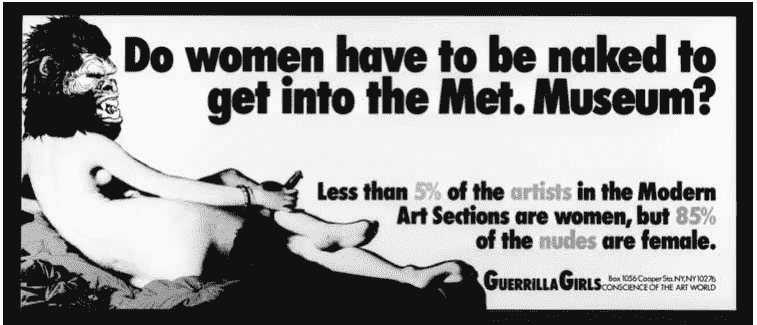 Do women have to be naked to
get into the Met. Museum?
Less than 5% of the artists in the Modern
Art Sections are women, but 85%
of the nudes are female.
GUERRILLA GIRLS Box 1056 Cooper Sta. NY, NY 10276
CONSCIENCE OF THE ART WORLD